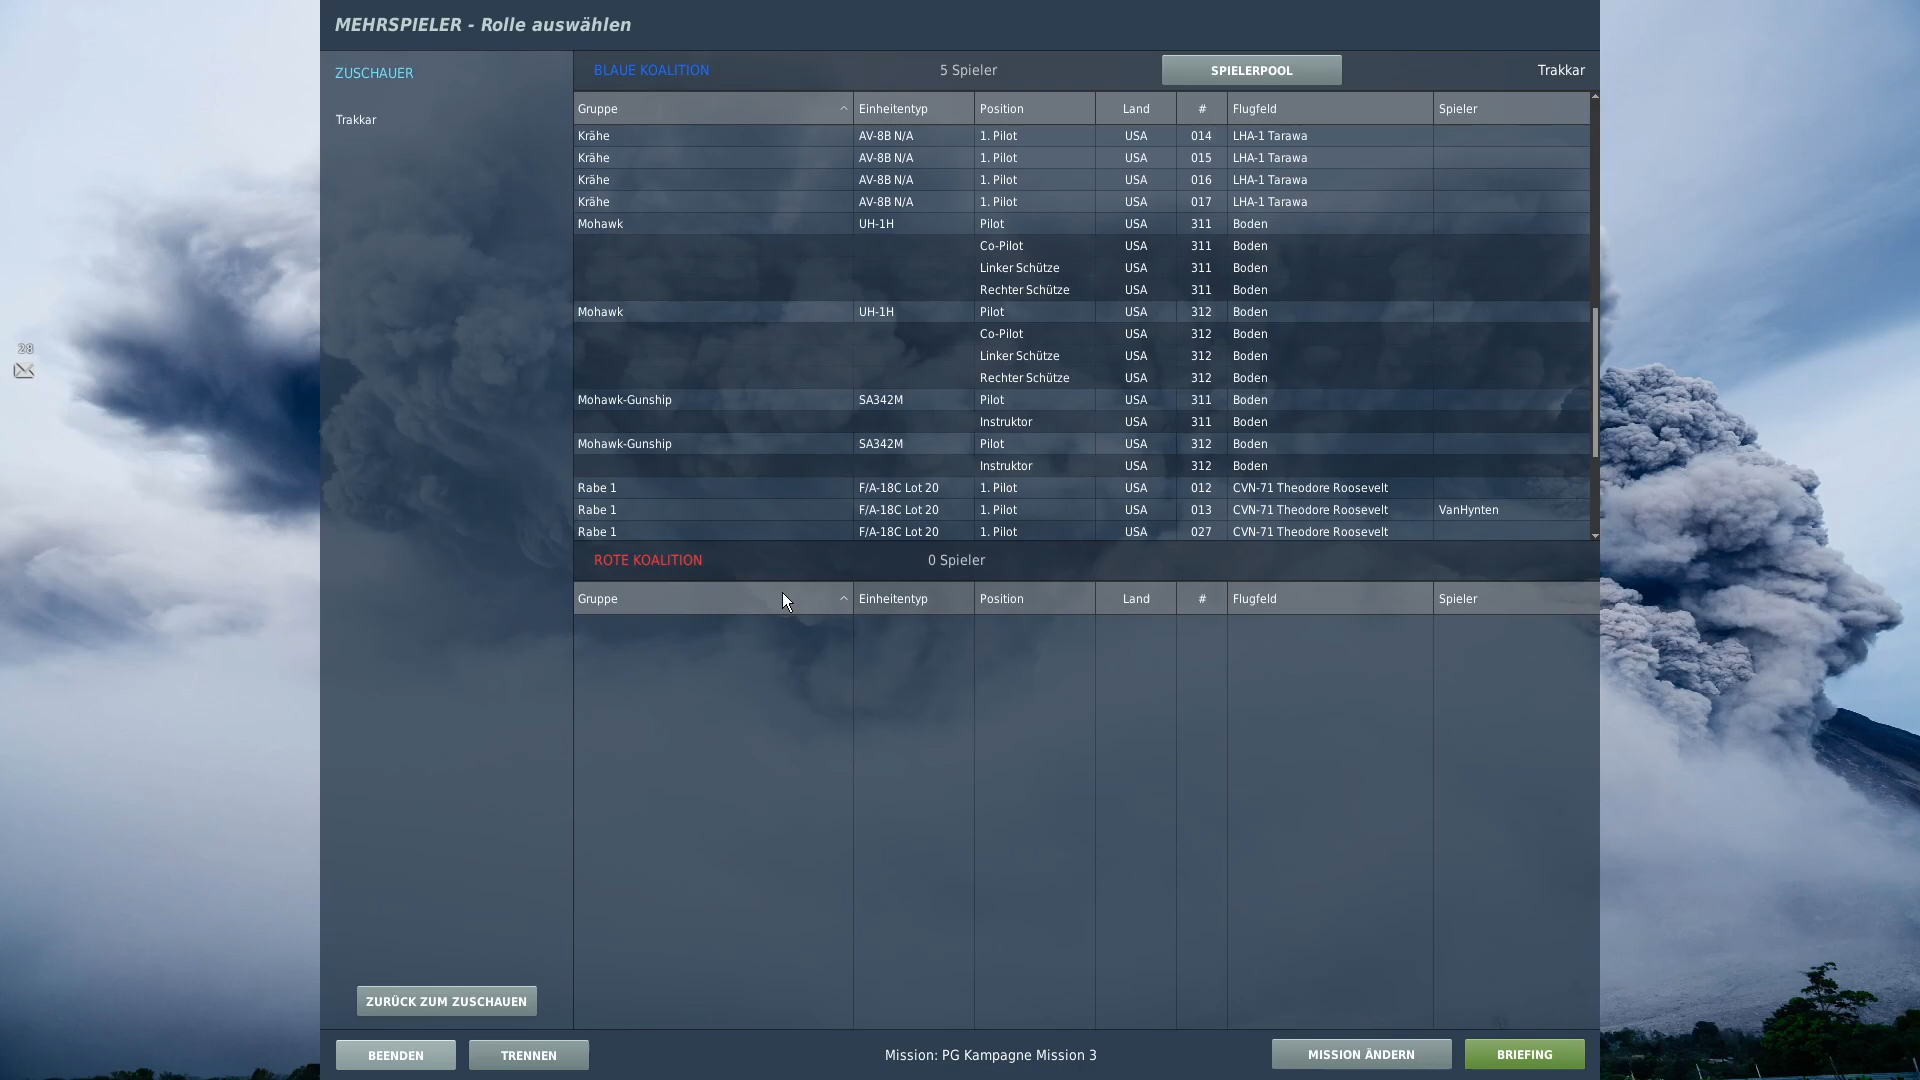 MEHRSPIELER - Rolle auswählen
ZUSCHAUER
Trakkar
BLAUE KOALITION 5 Spieler SPIELERPOOL Trakkar
Gruppe Einheitentyp Position Land # Flugfeld Spieler
Krähe AV-8B N/A 1. Pilot USA 014 LHA-1 Tarawa
Krähe AV-8B N/A 1. Pilot USA 015 LHA-1 Tarawa
Krähe AV-8B N/A 1. Pilot USA 016 LHA-1 Tarawa
Krähe AV-8B N/A 1. Pilot USA 017 LHA-1 Tarawa
Mohawk UH-1H Pilot USA 311 Boden
Co-Pilot USA 311 Boden
Linker Schütze USA 311 Boden
Rechter Schütze USA 311 Boden
Mohawk UH-1H Pilot USA 312 Boden
Co-Pilot USA 312 Boden
Linker Schütze USA 312 Boden
Rechter Schütze USA 312 Boden
Mohawk-Gunship SA342M Pilot USA 311 Boden
Instruktor USA 311 Boden
Mohawk-Gunship SA342M Pilot USA 312 Boden
Instruktor USA 312 Boden
Rabe 1 F/A-18C Lot 20 1. Pilot USA 012 CVN-71 Theodore Roosevelt
Rabe 1 F/A-18C Lot 20 1. Pilot USA 013 CVN-71 Theodore Roosevelt VanHynten
Rabe 1 F/A-18C Lot 20 1. Pilot USA 027 CVN-71 Theodore Roosevelt
ROTE KOALITION 0 Spieler
Gruppe Einheitentyp Position Land # Flugfeld Spieler
28
ZURÜCK ZUM ZUSCHAUEN
BEENDEN TRENNEN Mission: PG Kampagne Mission 3 MISSION ÄNDERN BRIEFING